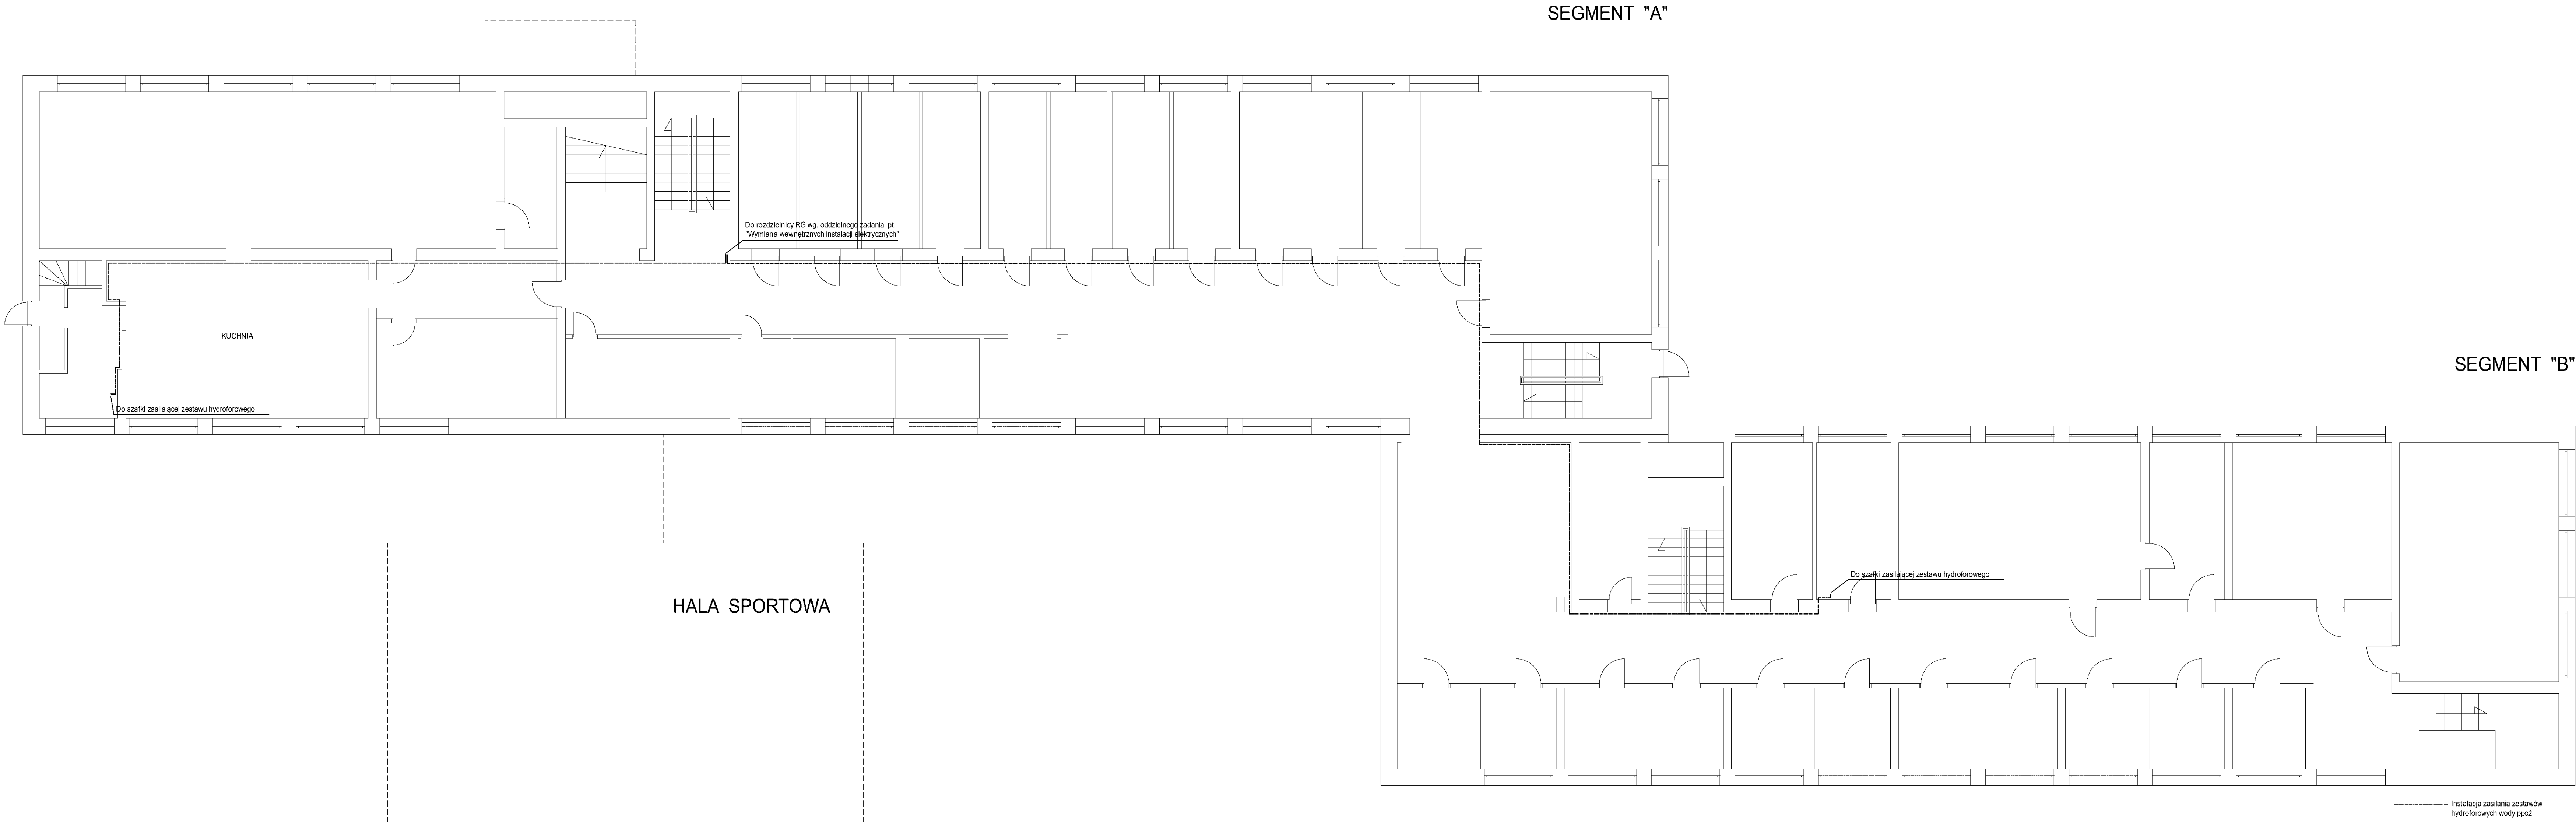 SEGMENT "A"
Do rozdzielnicy RG wg. oddzielnego zadania pt.
"Wymiana wewnętrznych instalacji elektrycznych"
KUCHNIA
SEGMENT "B"
Do szafki zasilającej zestawu hydroforowego
Do szafki zasilającej zestawu hydroforowego
HALA SPORTOWA
Instalacja zasilania zestawów
hydroforowych wody ppoż